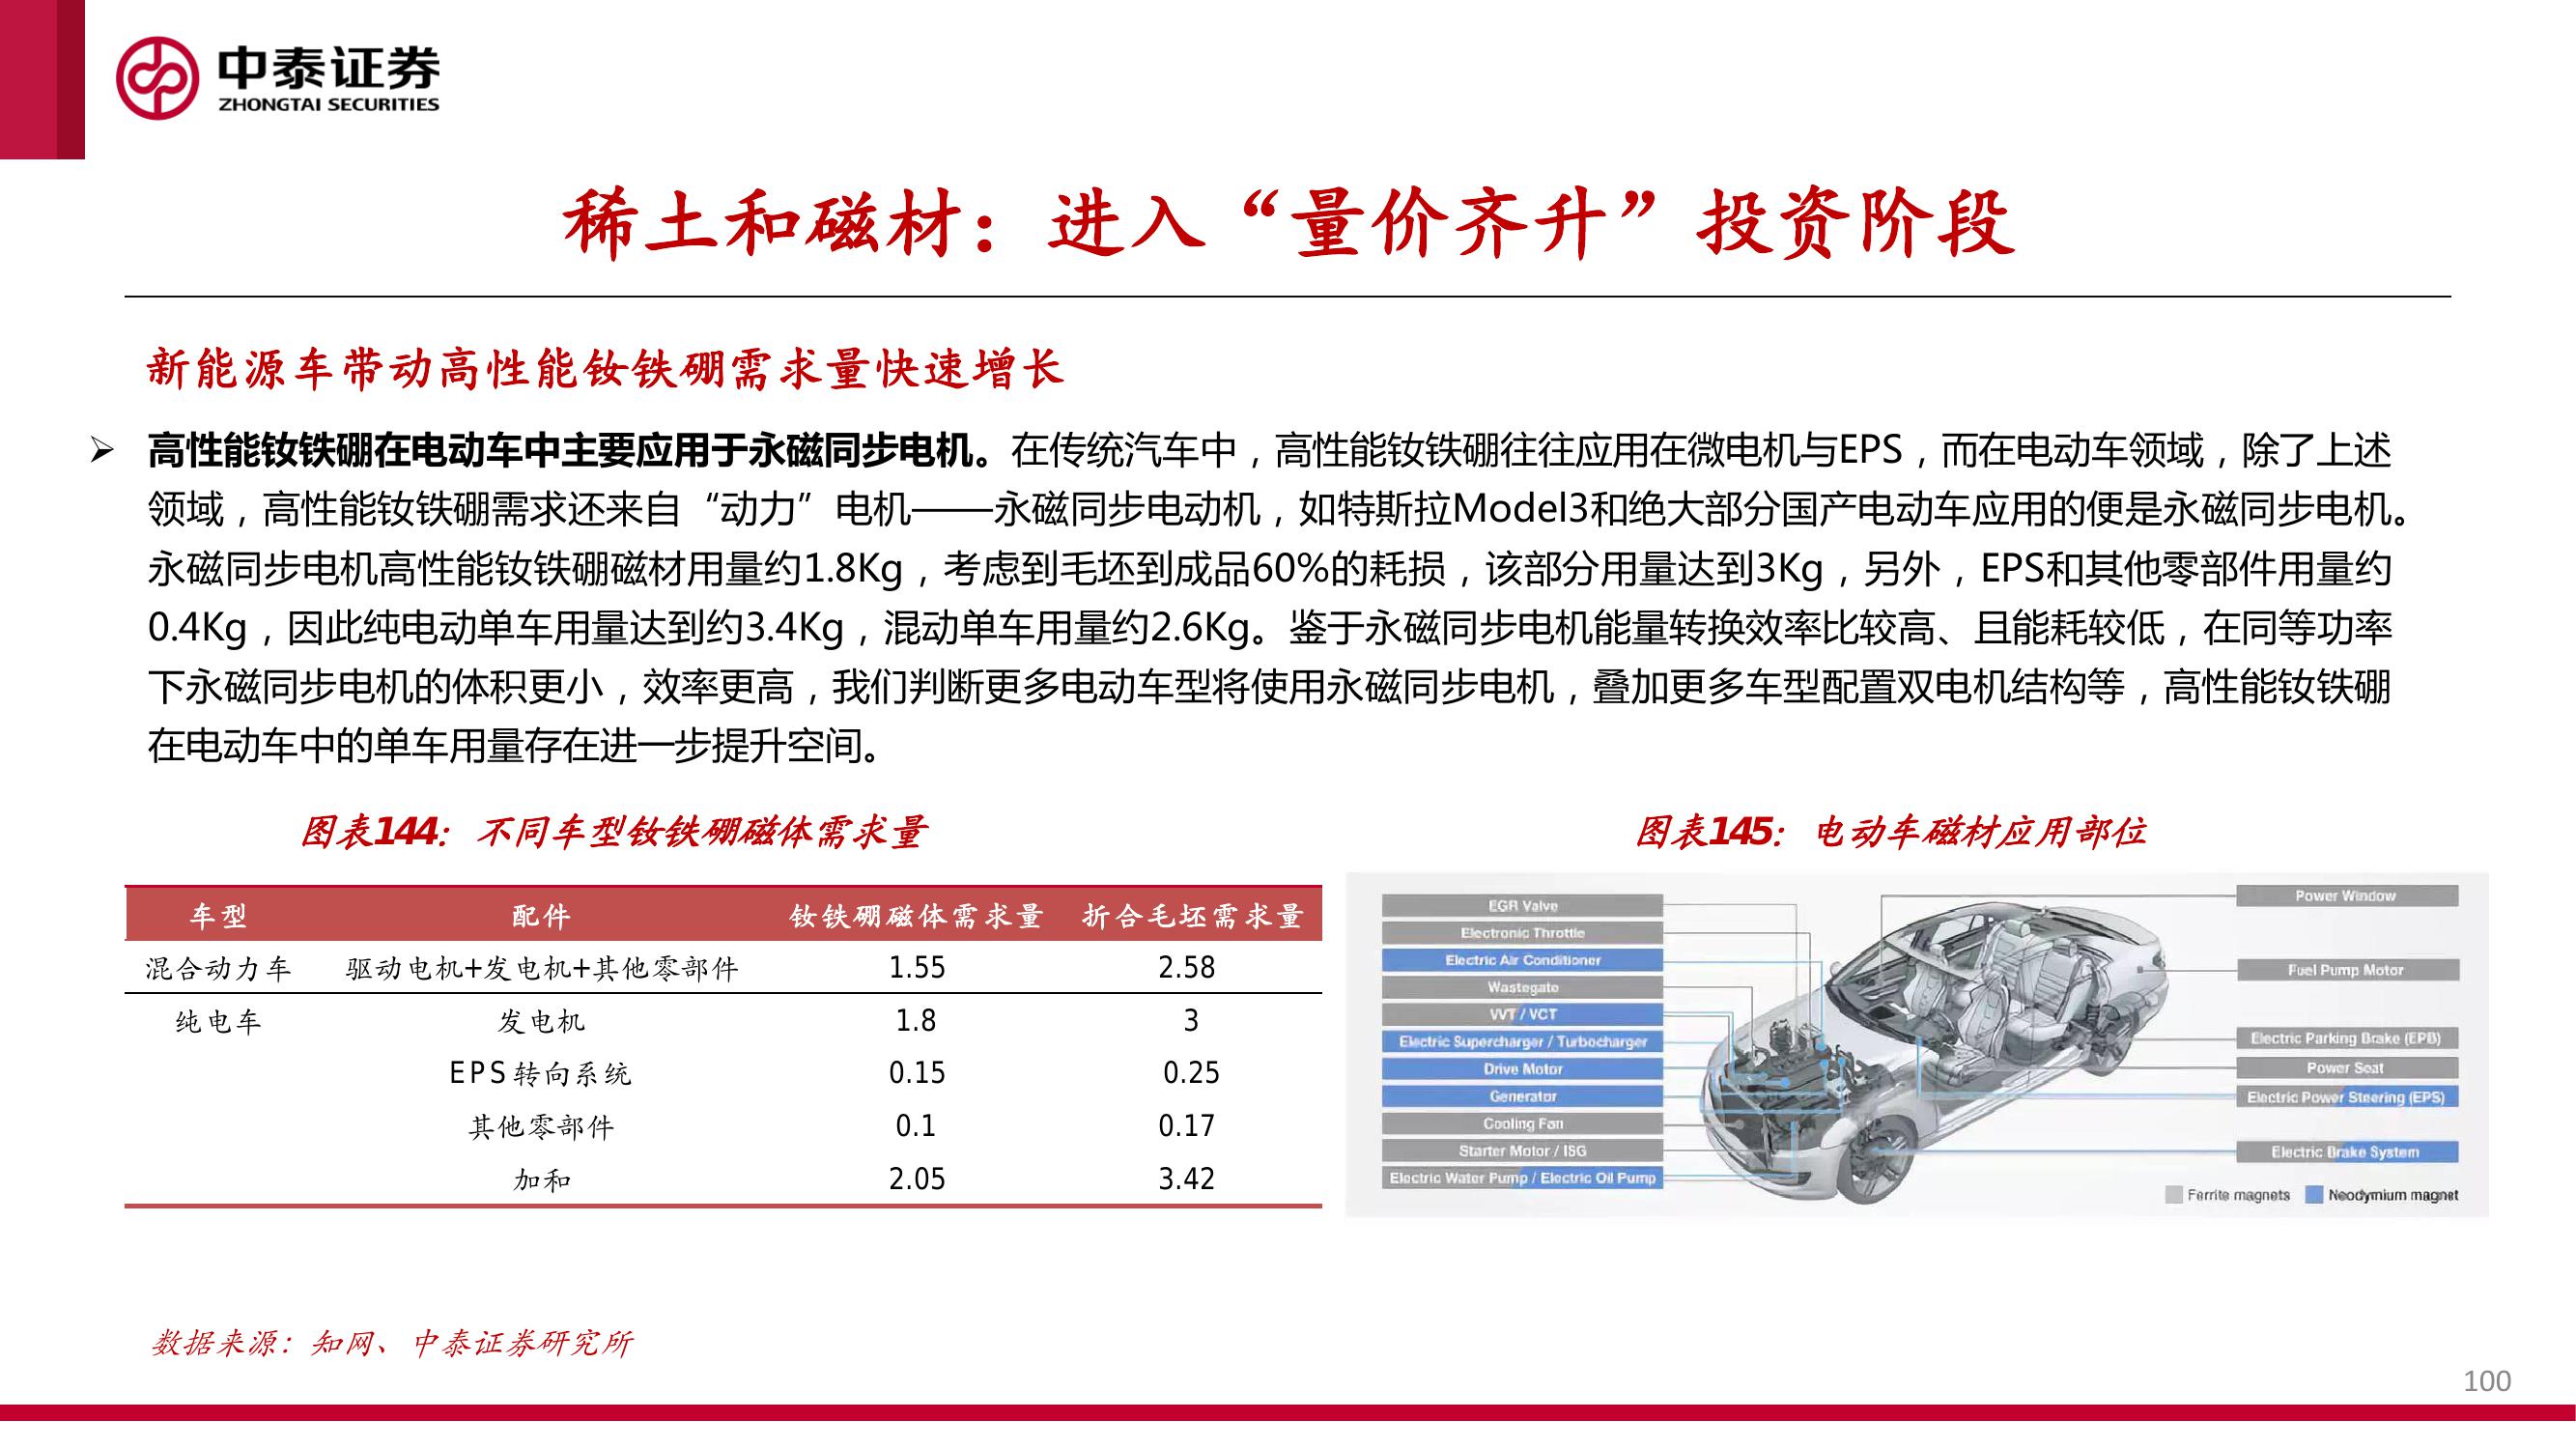 中泰证券
ZHONGTAI SECURITIES
稀土和磁材：进入“量价齐升”投资阶段
新能源车带动高性能钕铁硼需求量快速增长
➢ 高性能钕铁硼在电动车中主要应用于永磁同步电机。在传统汽车中，高性能钕铁硼往往应用在微电机与EPS，而在电动车领域，除了上述
领域，高性能钕铁硼需求还来自“动力”电机——永磁同步电动机，如特斯拉Model3和绝大部分国产电动车应用的便是永磁同步电机。
永磁同步电机高性能钕铁硼磁材用量约1.8Kg，考虑到毛坯到成品60%的耗损，该部分用量达到3Kg，另外，EPS和其他零部件用量约
0.4Kg，因此纯电动单车用量达到约3.4Kg，混动单车用量约2.6Kg。鉴于永磁同步电机能量转换效率比较高、且能耗较低，在同等功率
下永磁同步电机的体积更小，效率更高，我们判断更多电动车型将使用永磁同步电机，叠加更多车型配置双电机结构等，高性能钕铁硼
在电动车中的单车用量存在进一步提升空间。
图表144：不同车型钕铁硼磁体需求量
车型 配件 钕铁硼磁体需求量 折合毛坯需求量
混合动力车 驱动电机+发电机+其他零部件 1.55 2.58
纯电车 发电机 1.8 3
EPS转向系统 0.15 0.25
其他零部件 0.1 0.17
加和 2.05 3.42
图表145：电动车磁材应用部位
EGR Valve
Electronic Throttle
Electric Air Conditioner
Wastegate
VVT / VCT
Electric Supercharger / Turbocharger
Drive Motor
Generator
Cooling Fan
Starter Motor / ISG
Electric Water Pump / Electric Oil Pump
Power Window
Fuel Pump Motor
Electric Parking Brake (EPB)
Power Seat
Electric Power Steering (EPS)
Electric Brake System
Ferrite magnets Neodymium magnet
数据来源：知网、中泰证券研究所
100